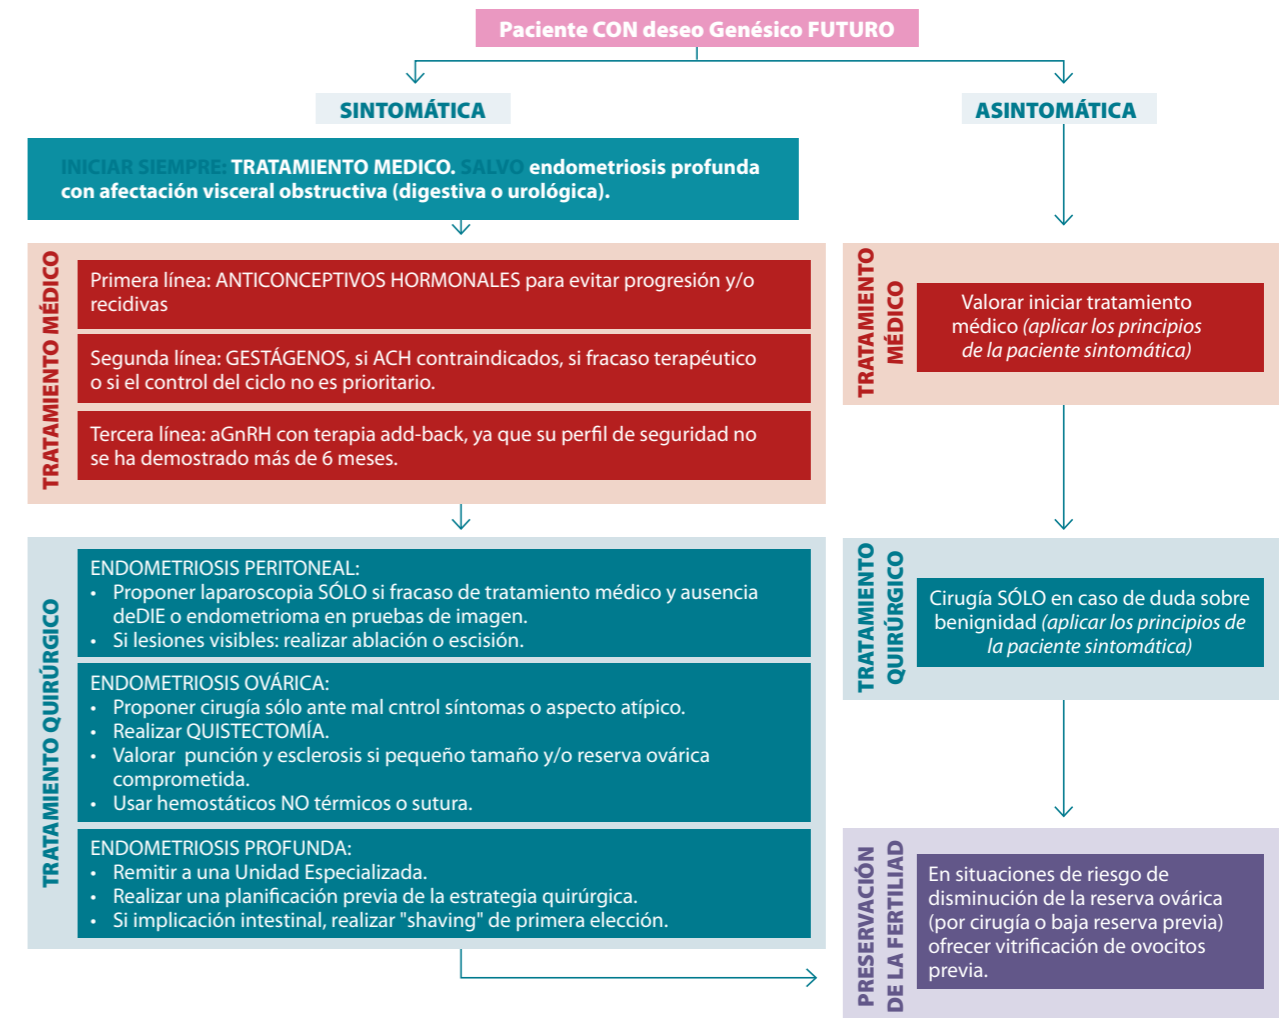 Paciente CON deseo Genésico FUTURO
SINTOMÁTICA
INICIAR SIEMPRE: TRATAMIENTO MEDICO. SALVO endometriosis profunda
con afectación visceral obstructiva (digestiva o urológica).
TRATAMIENTO MÉDICO
Primera línea: ANTICONCEPTIVOS HORMONALES para evitar progresión y/o
recidivas
Segunda línea: GESTÁGENOS, si ACH contraindicados, si fracaso terapéutico
o si el control del ciclo no es prioritario.
Tercera línea: aGnRH con terapia add-back, ya que su perfil de seguridad no
se ha demostrado más de 6 meses.
TRATAMIENTO QUIRÚRGICO
ENDOMETRIOSIS PERITONEAL:
• Proponer laparoscopia SÓLO si fracaso de tratamiento médico y ausencia
deDIE o endometrioma en pruebas de imagen.
• Si lesiones visibles: realizar ablación o escisión.
ENDOMETRIOSIS OVÁRICA:
• Proponer cirugía sólo ante mal cntrol síntomas o aspecto atípico.
• Realizar QUISTECTOMÍA.
• Valorar punción y esclerosis si pequeño tamaño y/o reserva ovárica
comprometida.
• Usar hemostáticos NO térmicos o sutura.
ENDOMETRIOSIS PROFUNDA:
• Remitir a una Unidad Especializada.
• Realizar una planificación previa de la estrategia quirúrgica.
• Si implicación intestinal, realizar "shaving" de primera elección.
ASINTOMÁTICA
TRATAMIENTO
MÉDICO
Valorar iniciar tratamiento
médico (aplicar los principios
de la paciente sintomática)
TRATAMIENTO
QUIRÚRGICO
Cirugía SÓLO en caso de duda sobre
benignidad (aplicar los principios de
la paciente sintomática)
PRESERVACIÓN
DE LA FERTILIAD
En situaciones de riesgo de
disminución de la reserva ovárica
(por cirugía o baja reserva previa)
ofrecer vitrificación de ovocitos
previa.